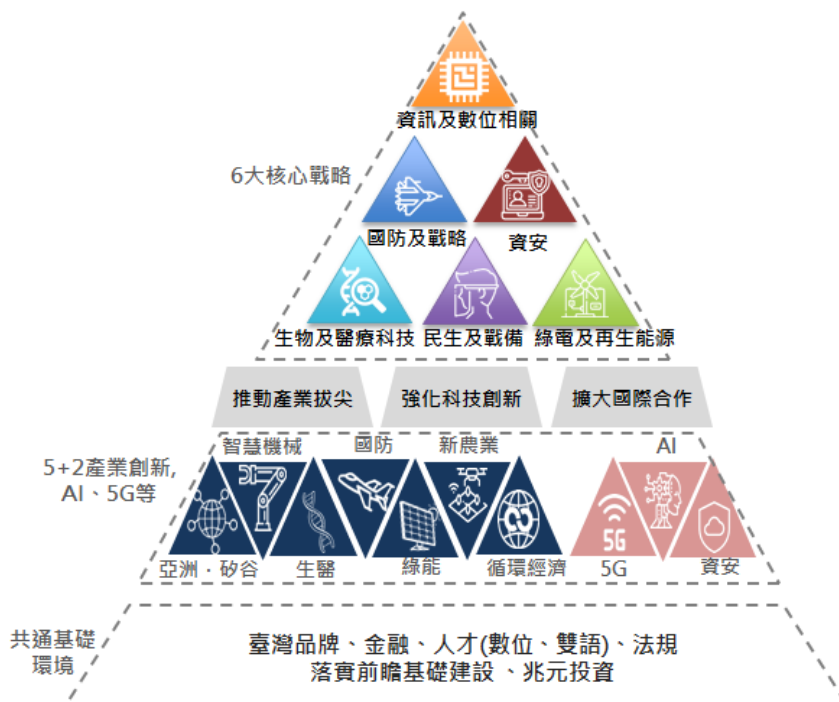 資訊及數位相關
6大核心戰略
國防及戰略
資安
生物及醫療科技
民生及戰備
綠電及再生能源
推動產業拔尖
強化科技創新
擴大國際合作
智慧機械
國防
新農業
AI
5+2產業創新,
AI、5G等
5G
亞洲・矽谷
生醫
綠能
循環經濟
5G
資安
共通基礎
環境
臺灣品牌、金融、人才(數位、雙語)、法規
落實前瞻基礎建設、兆元投資